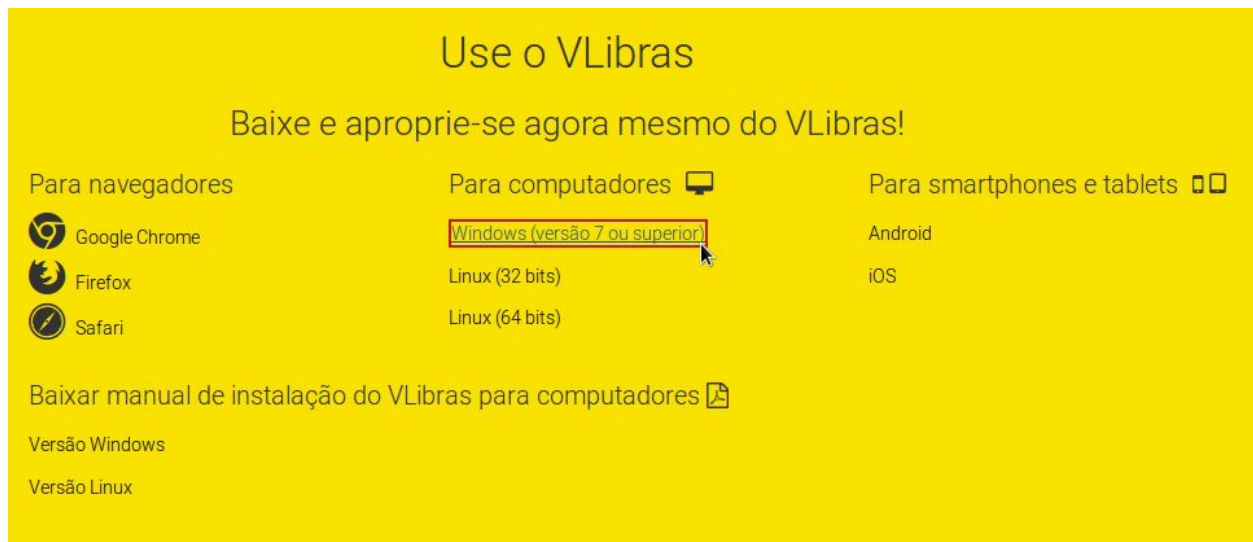 Use o VLibras
Baixe e aproprie-se agora mesmo do VLibras!
Para navegadores
Google Chrome
Firefox
Safari
Para computadores
Windows (versão 7 ou superior)
Linux (32 bits)
Linux (64 bits)
Para smartphones e tablets
Android
iOS
Baixar manual de instalação do VLibras para computadores
Versão Windows
Versão Linux